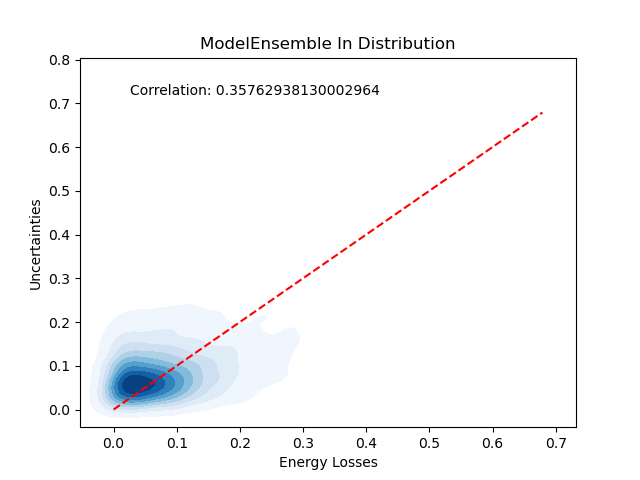 ModelEnsemble In Distribution
Correlation: 0.35762938130002964
Uncertainties
0.8
0.7
0.6
0.5
0.4
0.3
0.2
0.1
0.0
0.0 0.1 0.2 0.3 0.4 0.5 0.6 0.7
Energy Losses